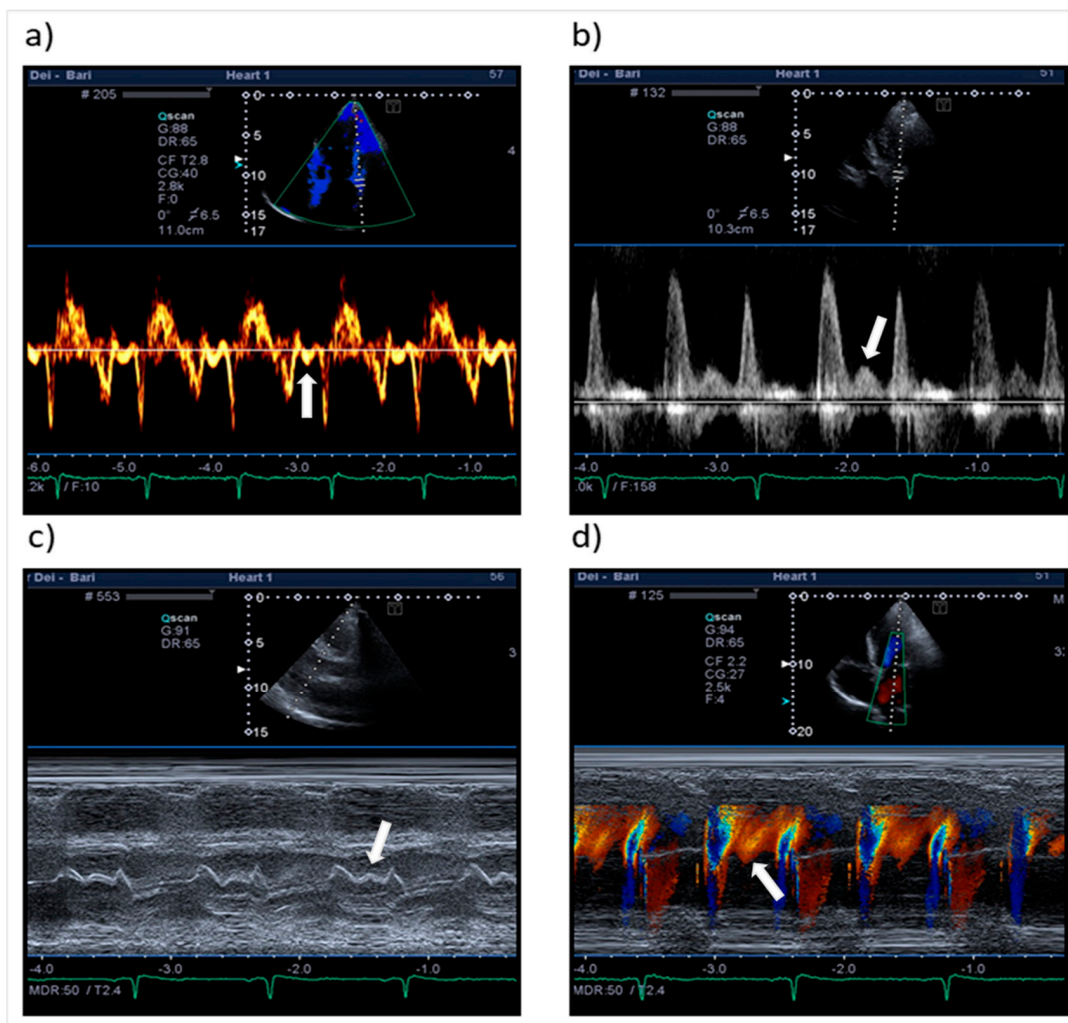 a)
Dei - Bari Heart 1 57
# 205
0
Qscan
G:88
DR:65
5
4
CF T2.8
CG:40
2.8k
F:0
10
0° 6.5
11.0cm
15
17
-6.0 -5.0 -4.0 -3.0 -2.0 -1.0
.2k / F:10
b)
Dei - Bari Heart 1 51
# 132
0
Qscan
G:88
DR:65
5
10
0° 6.5
10.3cm
15
17
-4.0 -3.0 -2.0 -1.0
.0k / F:158
c)
r Dei - Bari Heart 1 56
# 553
0
Qscan
G:91
DR:65
5
3
10
15
-4.0 -3.0 -2.0 -1.0
MDR:50 / T2.4
d)
Dei - Bari Heart 1 51
# 125
0
M
Qscan
G:94
DR:65
3:
CF 2.2
CG:27
2.5k
F:4
10
20
-4.0 -3.0 -2.0 -1.0
MDR:50 / T2.4